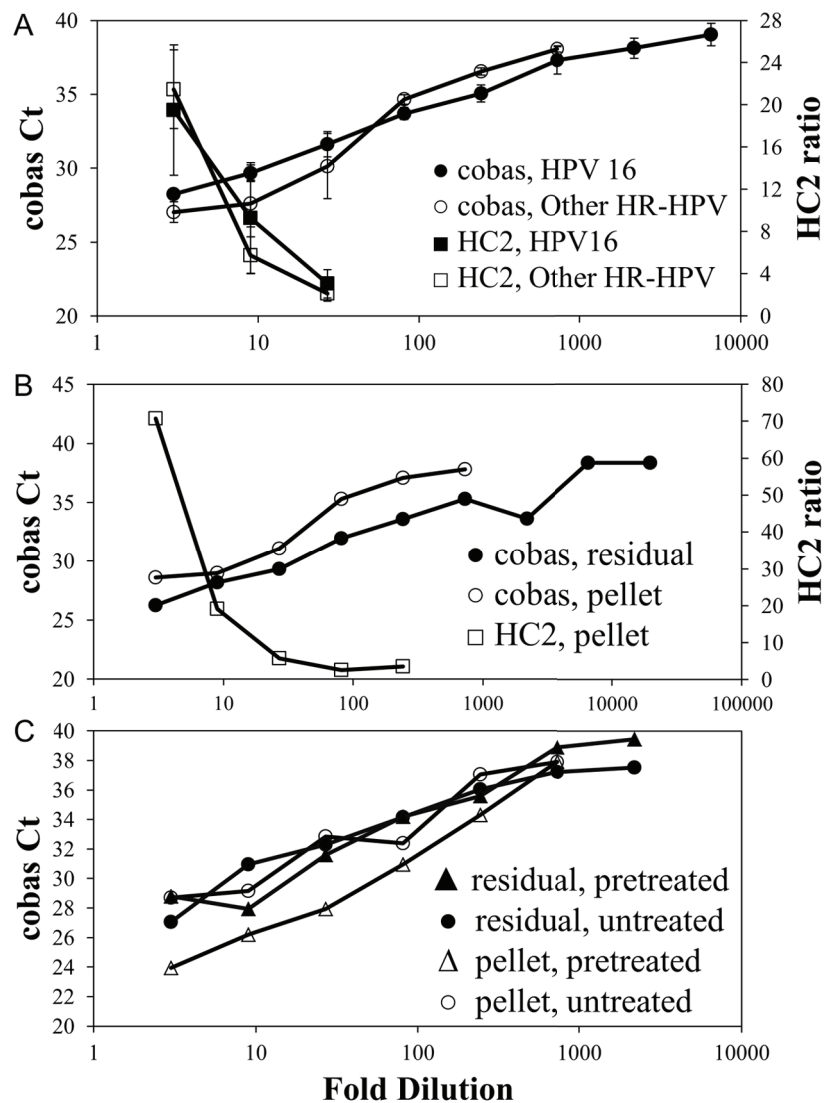 A
40
35
30
25
20
cobas Ct
28
24
20
16
12
8
4
0
HC2 ratio
cobas, HPV 16
cobas, Other HR-HPV
HC2, HPV16
HC2, Other HR-HPV
1
10
100
1000
10000
B
45
40
35
30
25
20
cobas Ct
80
70
60
50
40
30
20
10
0
HC2 ratio
cobas, residual
cobas, pellet
HC2, pellet
1
10
100
1000
10000
100000
C
40
38
36
34
32
30
28
26
24
22
20
cobas Ct
residual, pretreated
residual, untreated
pellet, pretreated
pellet, untreated
1
10
100
1000
10000
Fold Dilution